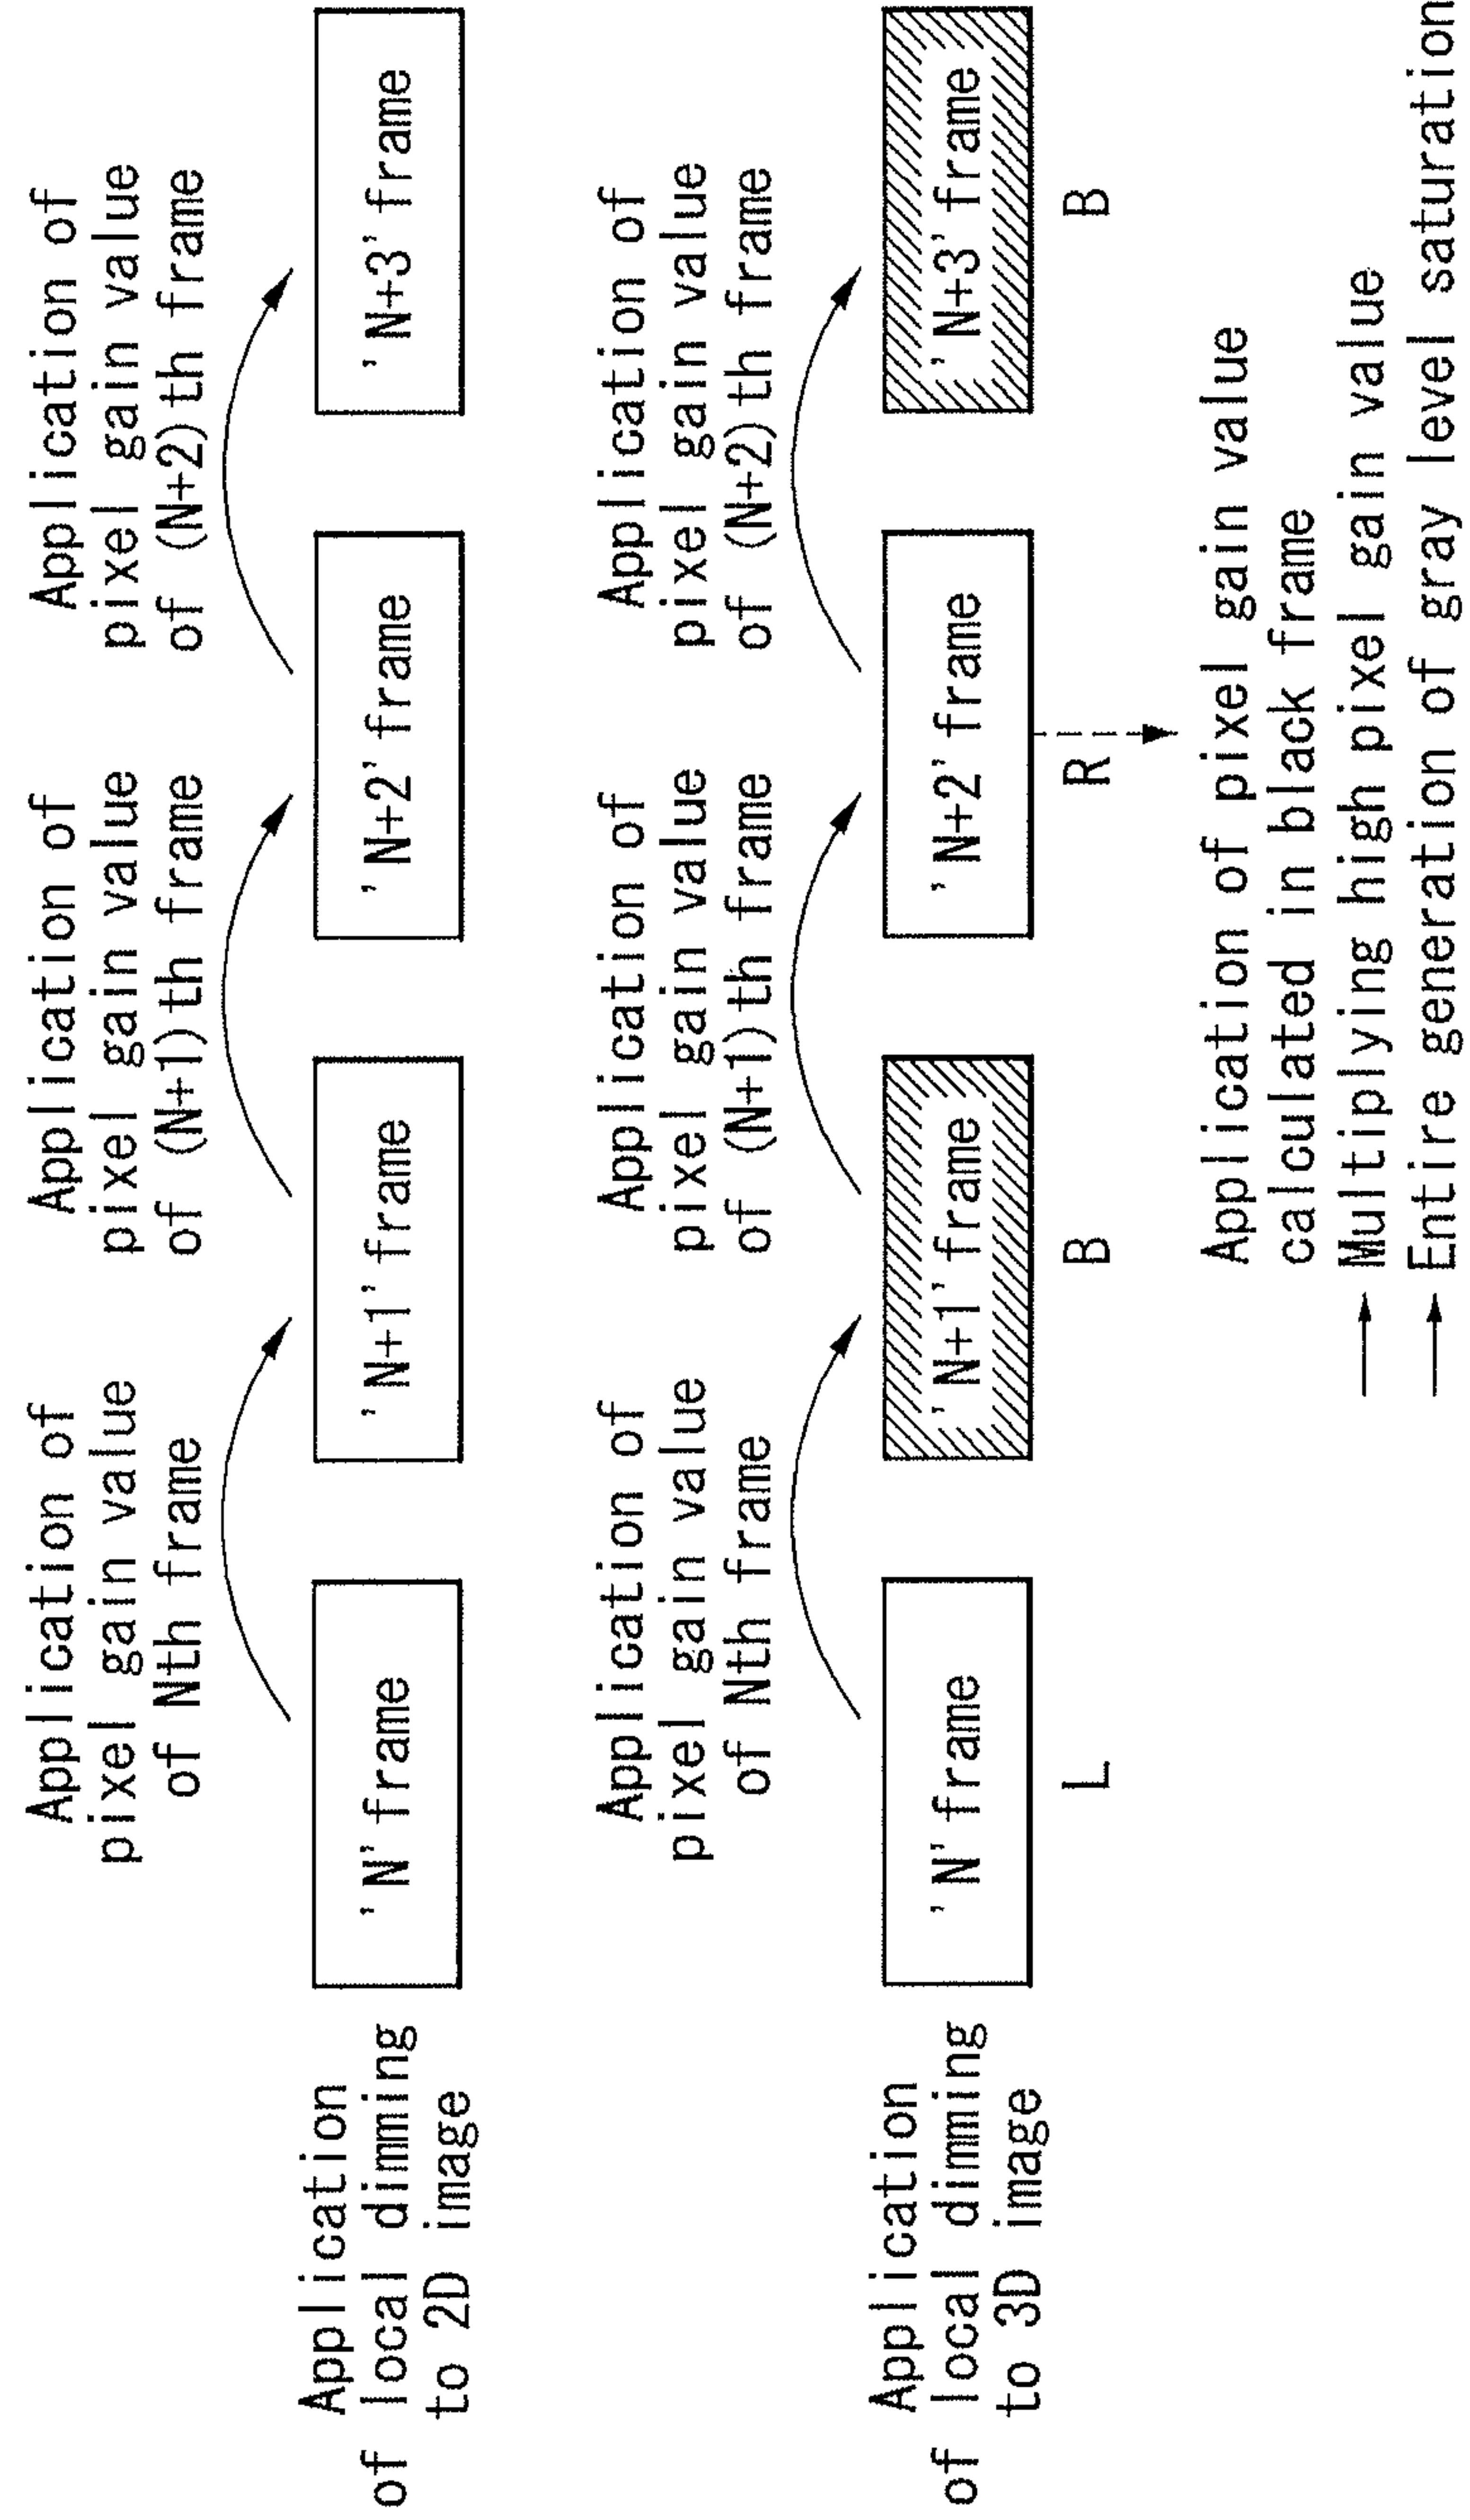 Application of
pixel gain value
of Nth frame
Application of
pixel gain value
of (N+1)th frame
Application of
pixel gain value
of (N+2)th frame
Application
of local dimming
to 2D image
'N' frame
'N+1' frame
'N+2' frame
'N+3' frame
Application of
pixel gain value
of Nth frame
Application of
pixel gain value
of (N+1)th frame
Application of
pixel gain value
of (N+2)th frame
Application
of local dimming
to 3D image
'N' frame
'N+1' frame
'N+2' frame
'N+3' frame
L
B
R
B
Application of pixel gain value
calculated in black frame
→ Multiplying high pixel gain value
→ Entire generation of gray level saturation